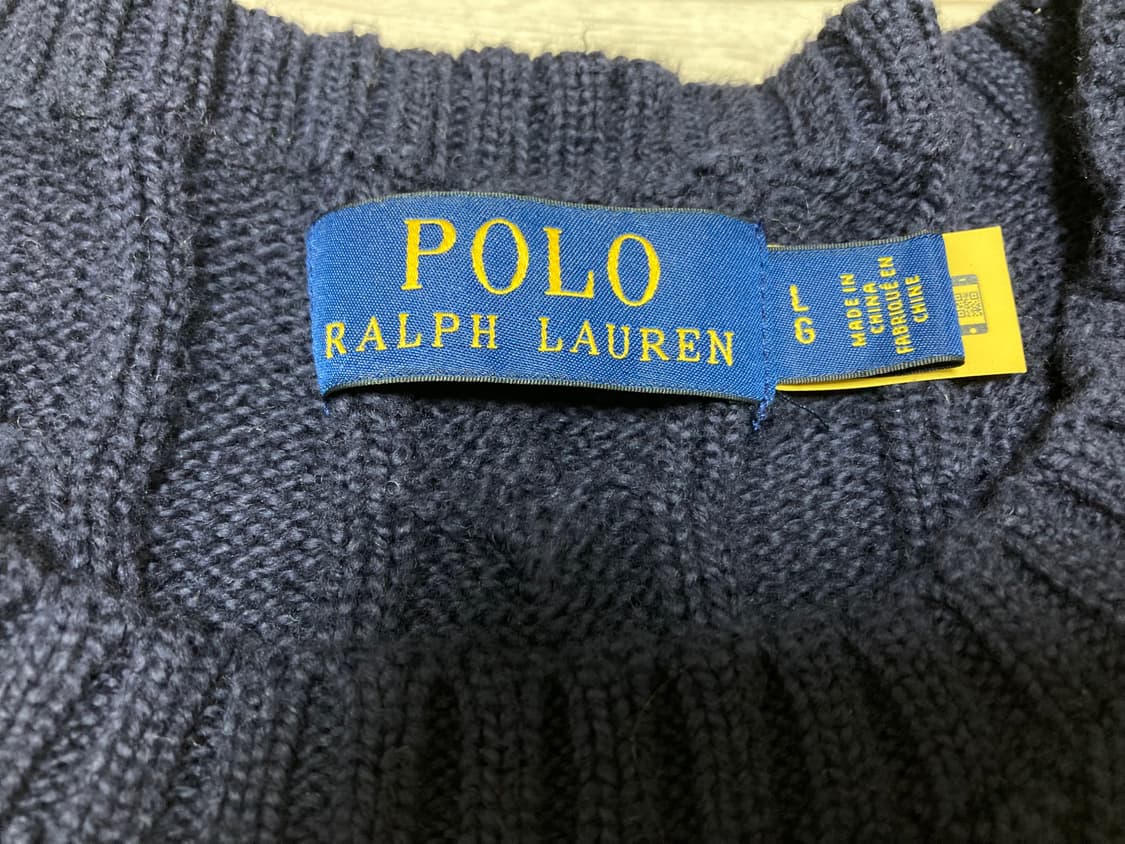 POLO
RALPH LAUREN
L
G
MADE IN
CHINA
FABRIQUÉ EN
CHINE